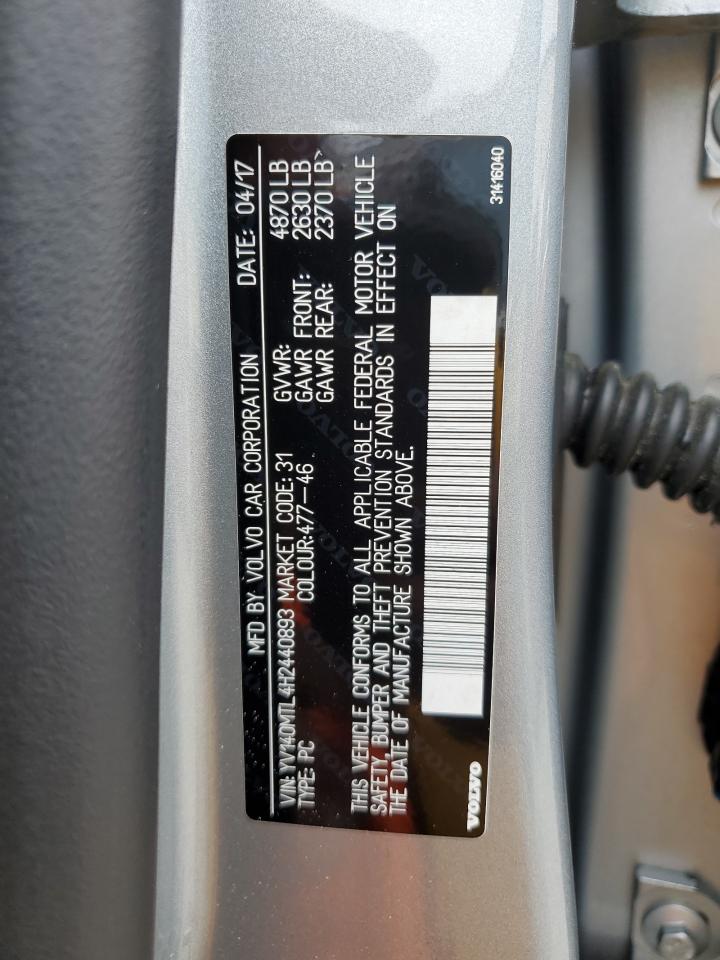 MFD BY VOLVO CAR CORPORATION DATE: 04/17
VIN: YV140MTL4H2440893 MARKET CODE: 31 GVWR: 4870 LB
TYPE: PC COLOUR:477-46 GAWR FRONT: 2630 LB
GAWR REAR: 2370 LB
THIS VEHICLE CONFORMS TO ALL APPLICABLE FEDERAL MOTOR VEHICLE
SAFETY, BUMPER AND THEFT PREVENTION STANDARDS IN EFFECT ON
THE DATE OF MANUFACTURE SHOWN ABOVE.
VOLVO
31416040